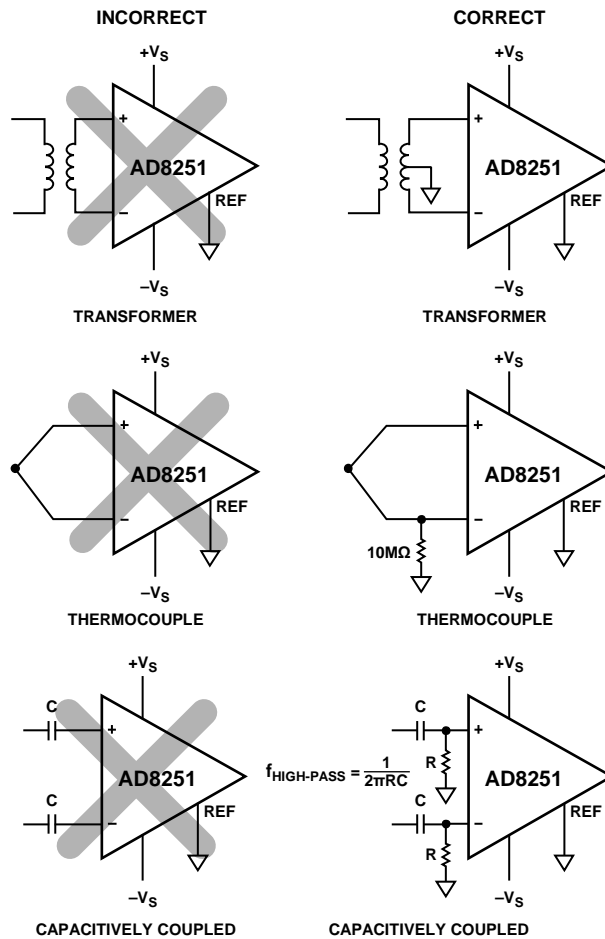 INCORRECT
CORRECT
+VS
+
AD8251
−
REF
−VS
TRANSFORMER
+VS
+
AD8251
−
REF
−VS
TRANSFORMER
+VS
+
AD8251
−
REF
−VS
THERMOCOUPLE
+VS
+
AD8251
−
REF
10MΩ
−VS
THERMOCOUPLE
+VS
C
+
AD8251
C
−
REF
−VS
CAPACITIVELY COUPLED
+VS
C
+
R
fHIGH-PASS = 1/2πRC
AD8251
C
−
R
REF
−VS
CAPACITIVELY COUPLED